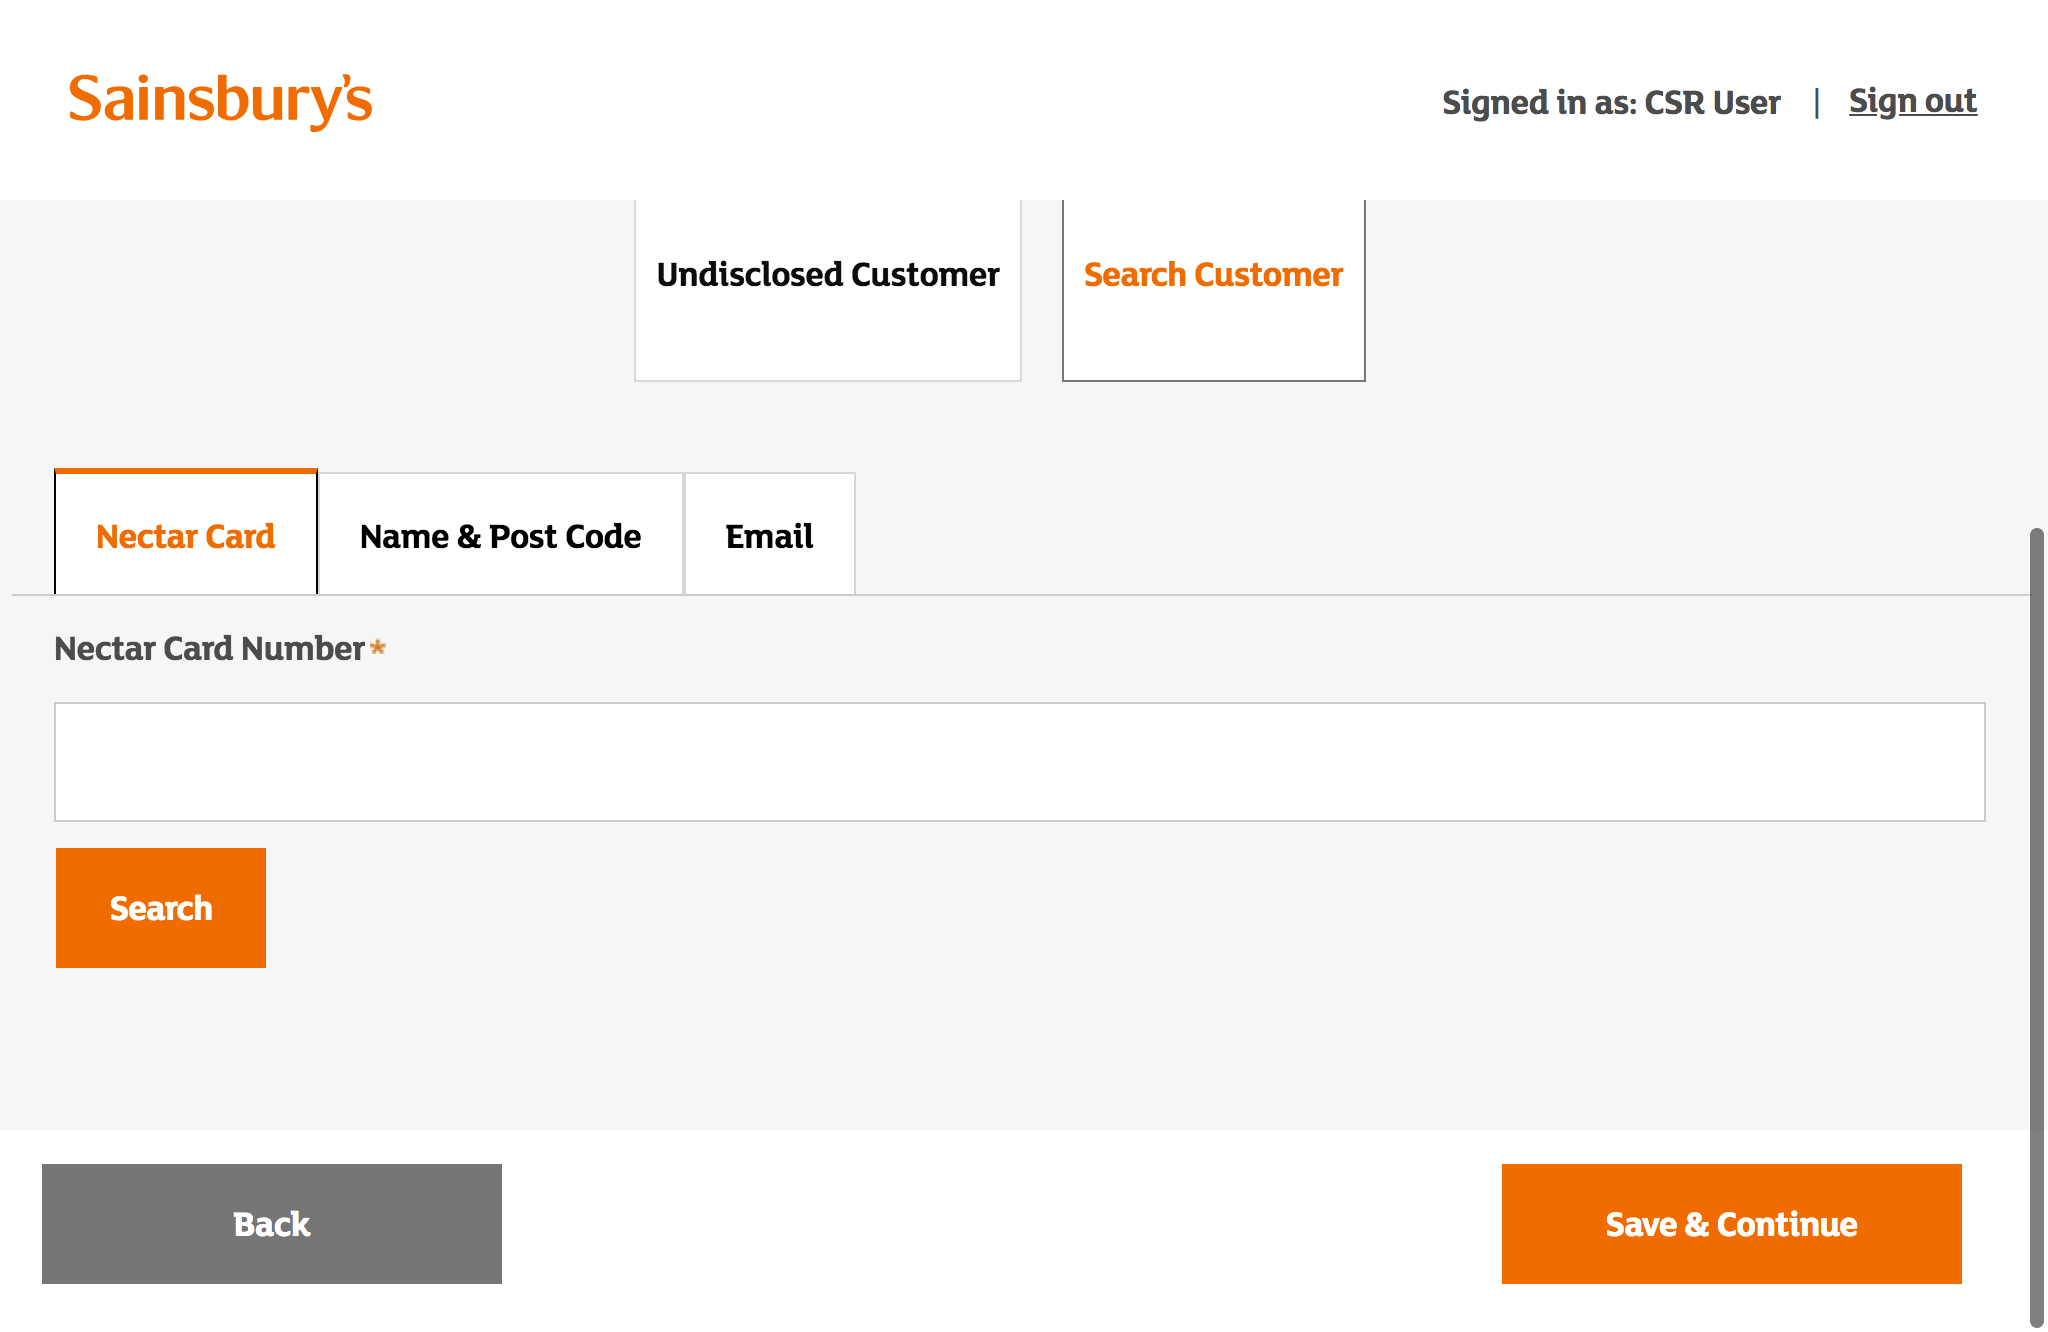 Sainsbury's
Signed in as: CSR User | Sign out
Undisclosed Customer
Search Customer
Nectar Card
Name & Post Code
Email
Nectar Card Number*
Search
Back
Save & Continue